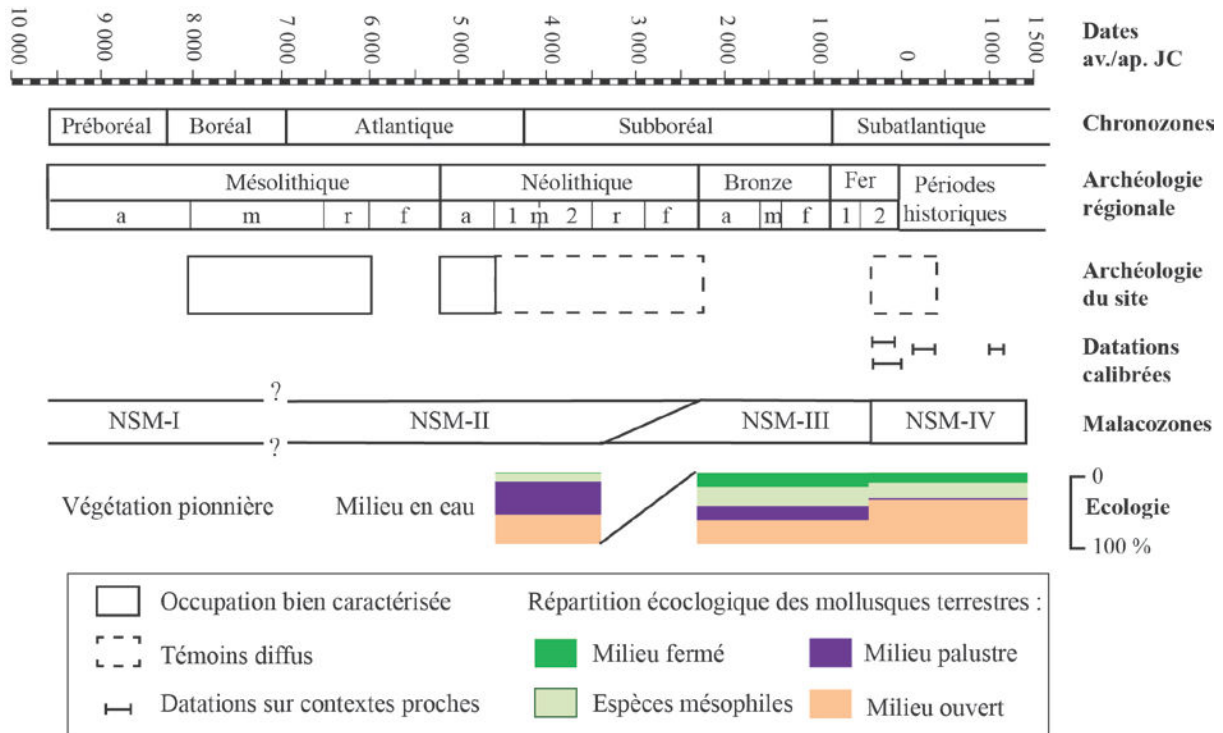 10 000
9 000
8 000
7 000
6 000
5 000
4 000
3 000
2 000
1 000
0
1 000
1 500
Dates
av./ap. JC
Préboréal
Boréal
Atlantique
Subboréal
Subatlantique
Chronozones
Mésolithique
Néolithique
Bronze
Fer
Périodes
historiques
a
m
r
f
a
1 m 2
r
f
a
m
f
1
2
Archéologie
régionale
Archéologie
du site
Datations
calibrées
?
NSM-I
NSM-II
NSM-III
NSM-IV
?
Malacozones
Végétation pionnière
Milieu en eau
0
Ecologie
100 %
Occupation bien caractérisée
Témoins diffus
Datations sur contextes proches
Répartition écoclogique des mollusques terrestres :
Milieu fermé
Milieu palustre
Espèces mésophiles
Milieu ouvert